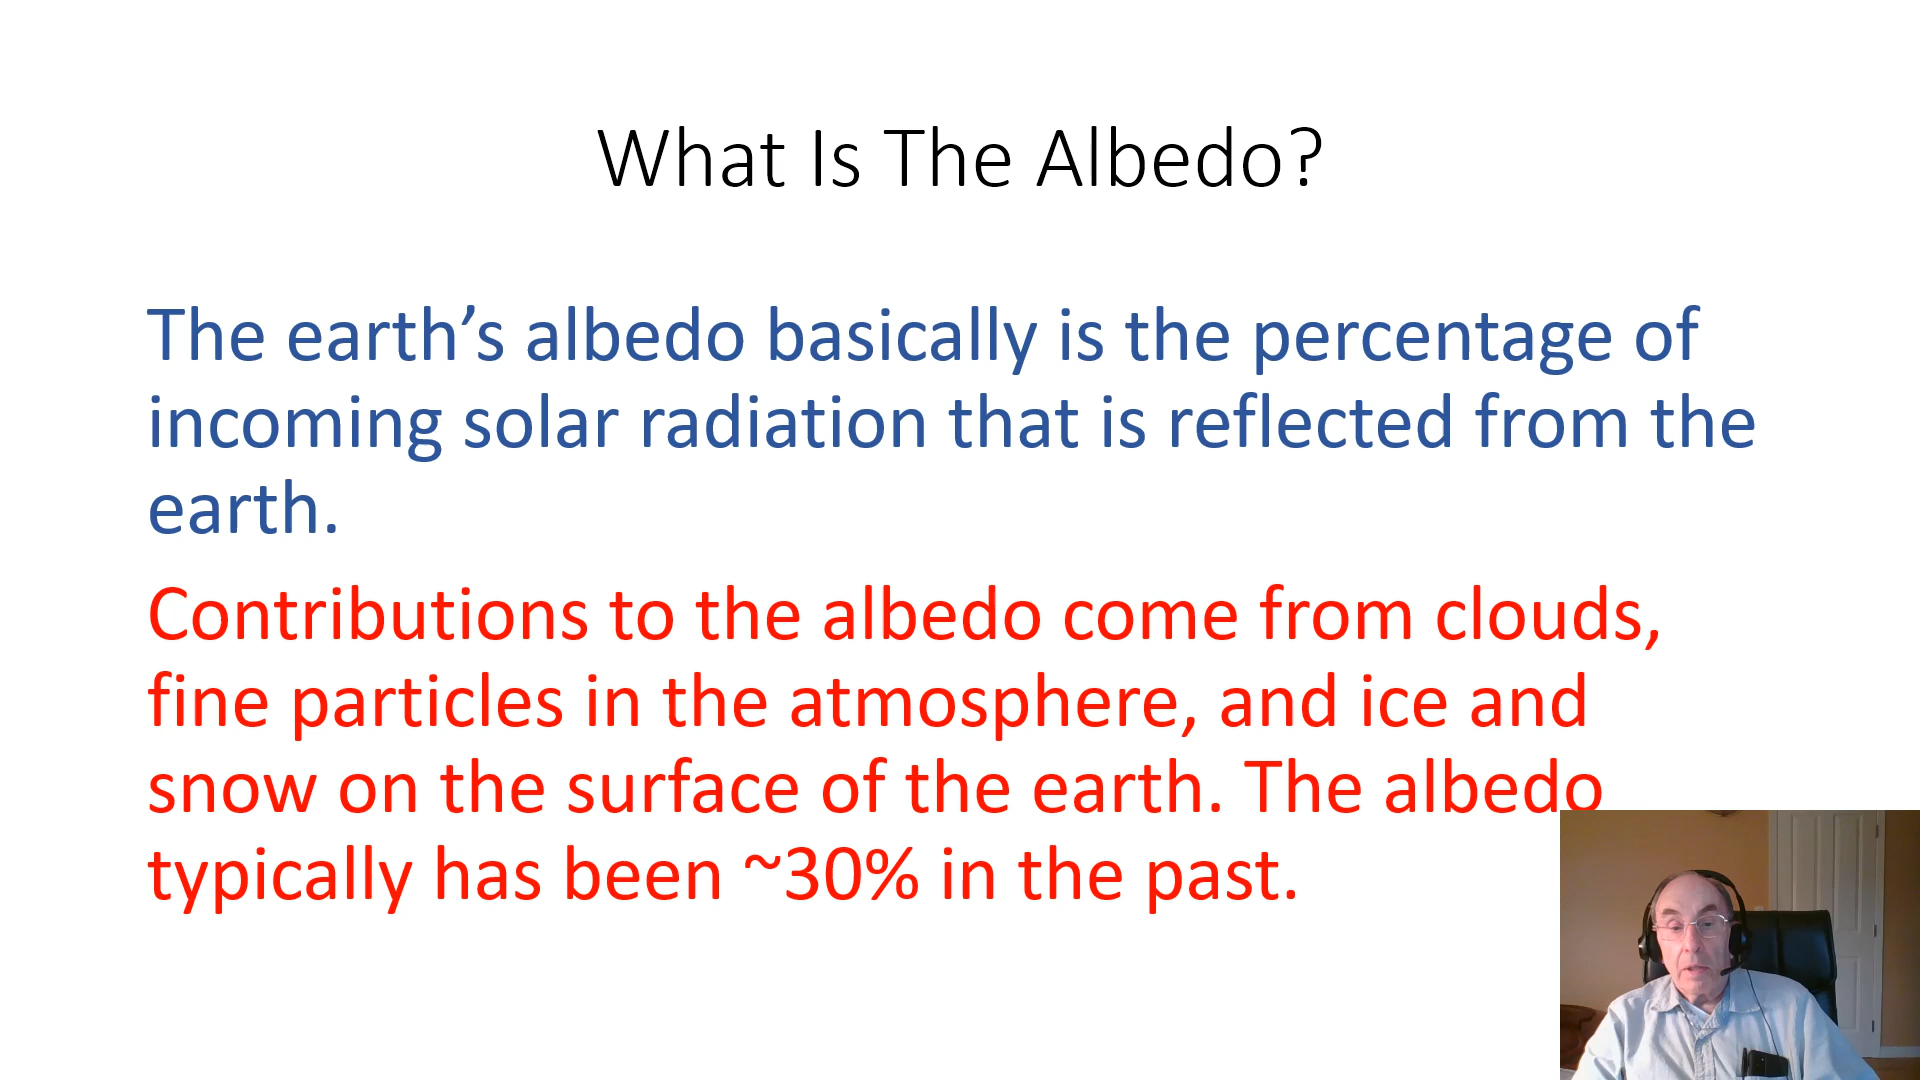 What Is The Albedo?
The earth’s albedo basically is the percentage of
incoming solar radiation that is reflected from the
earth.
Contributions to the albedo come from clouds,
fine particles in the atmosphere, and ice and
snow on the surface of the earth. The albedo
typically has been ~30% in the past.